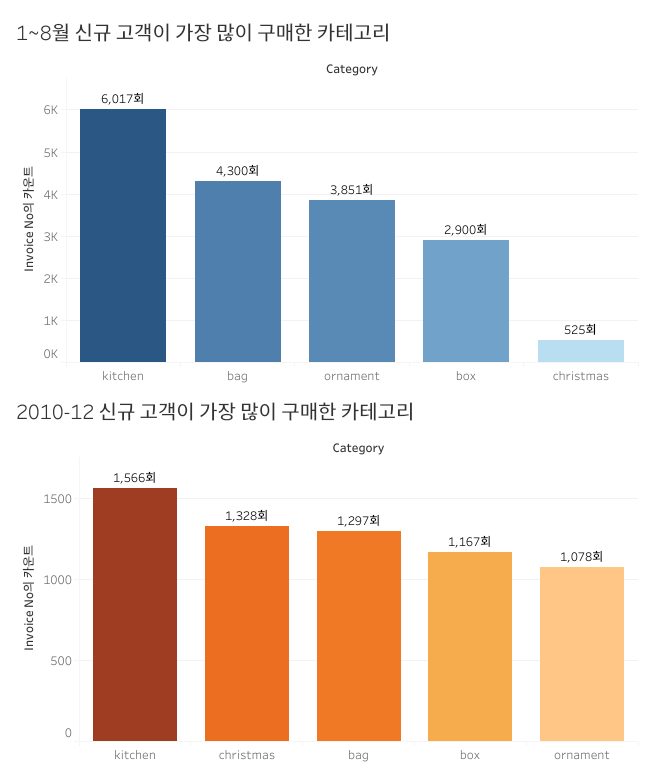 1~8월 신규 고객이 가장 많이 구매한 카테고리
Category
Invoice No의 카운트
6K
5K
4K
3K
2K
1K
0K
6,017회
4,300회
3,851회
2,900회
525회
kitchen
bag
ornament
box
christmas
2010-12 신규 고객이 가장 많이 구매한 카테고리
Category
Invoice No의 카운트
1500
1000
500
0
1,566회
1,328회
1,297회
1,167회
1,078회
kitchen
christmas
bag
box
ornament